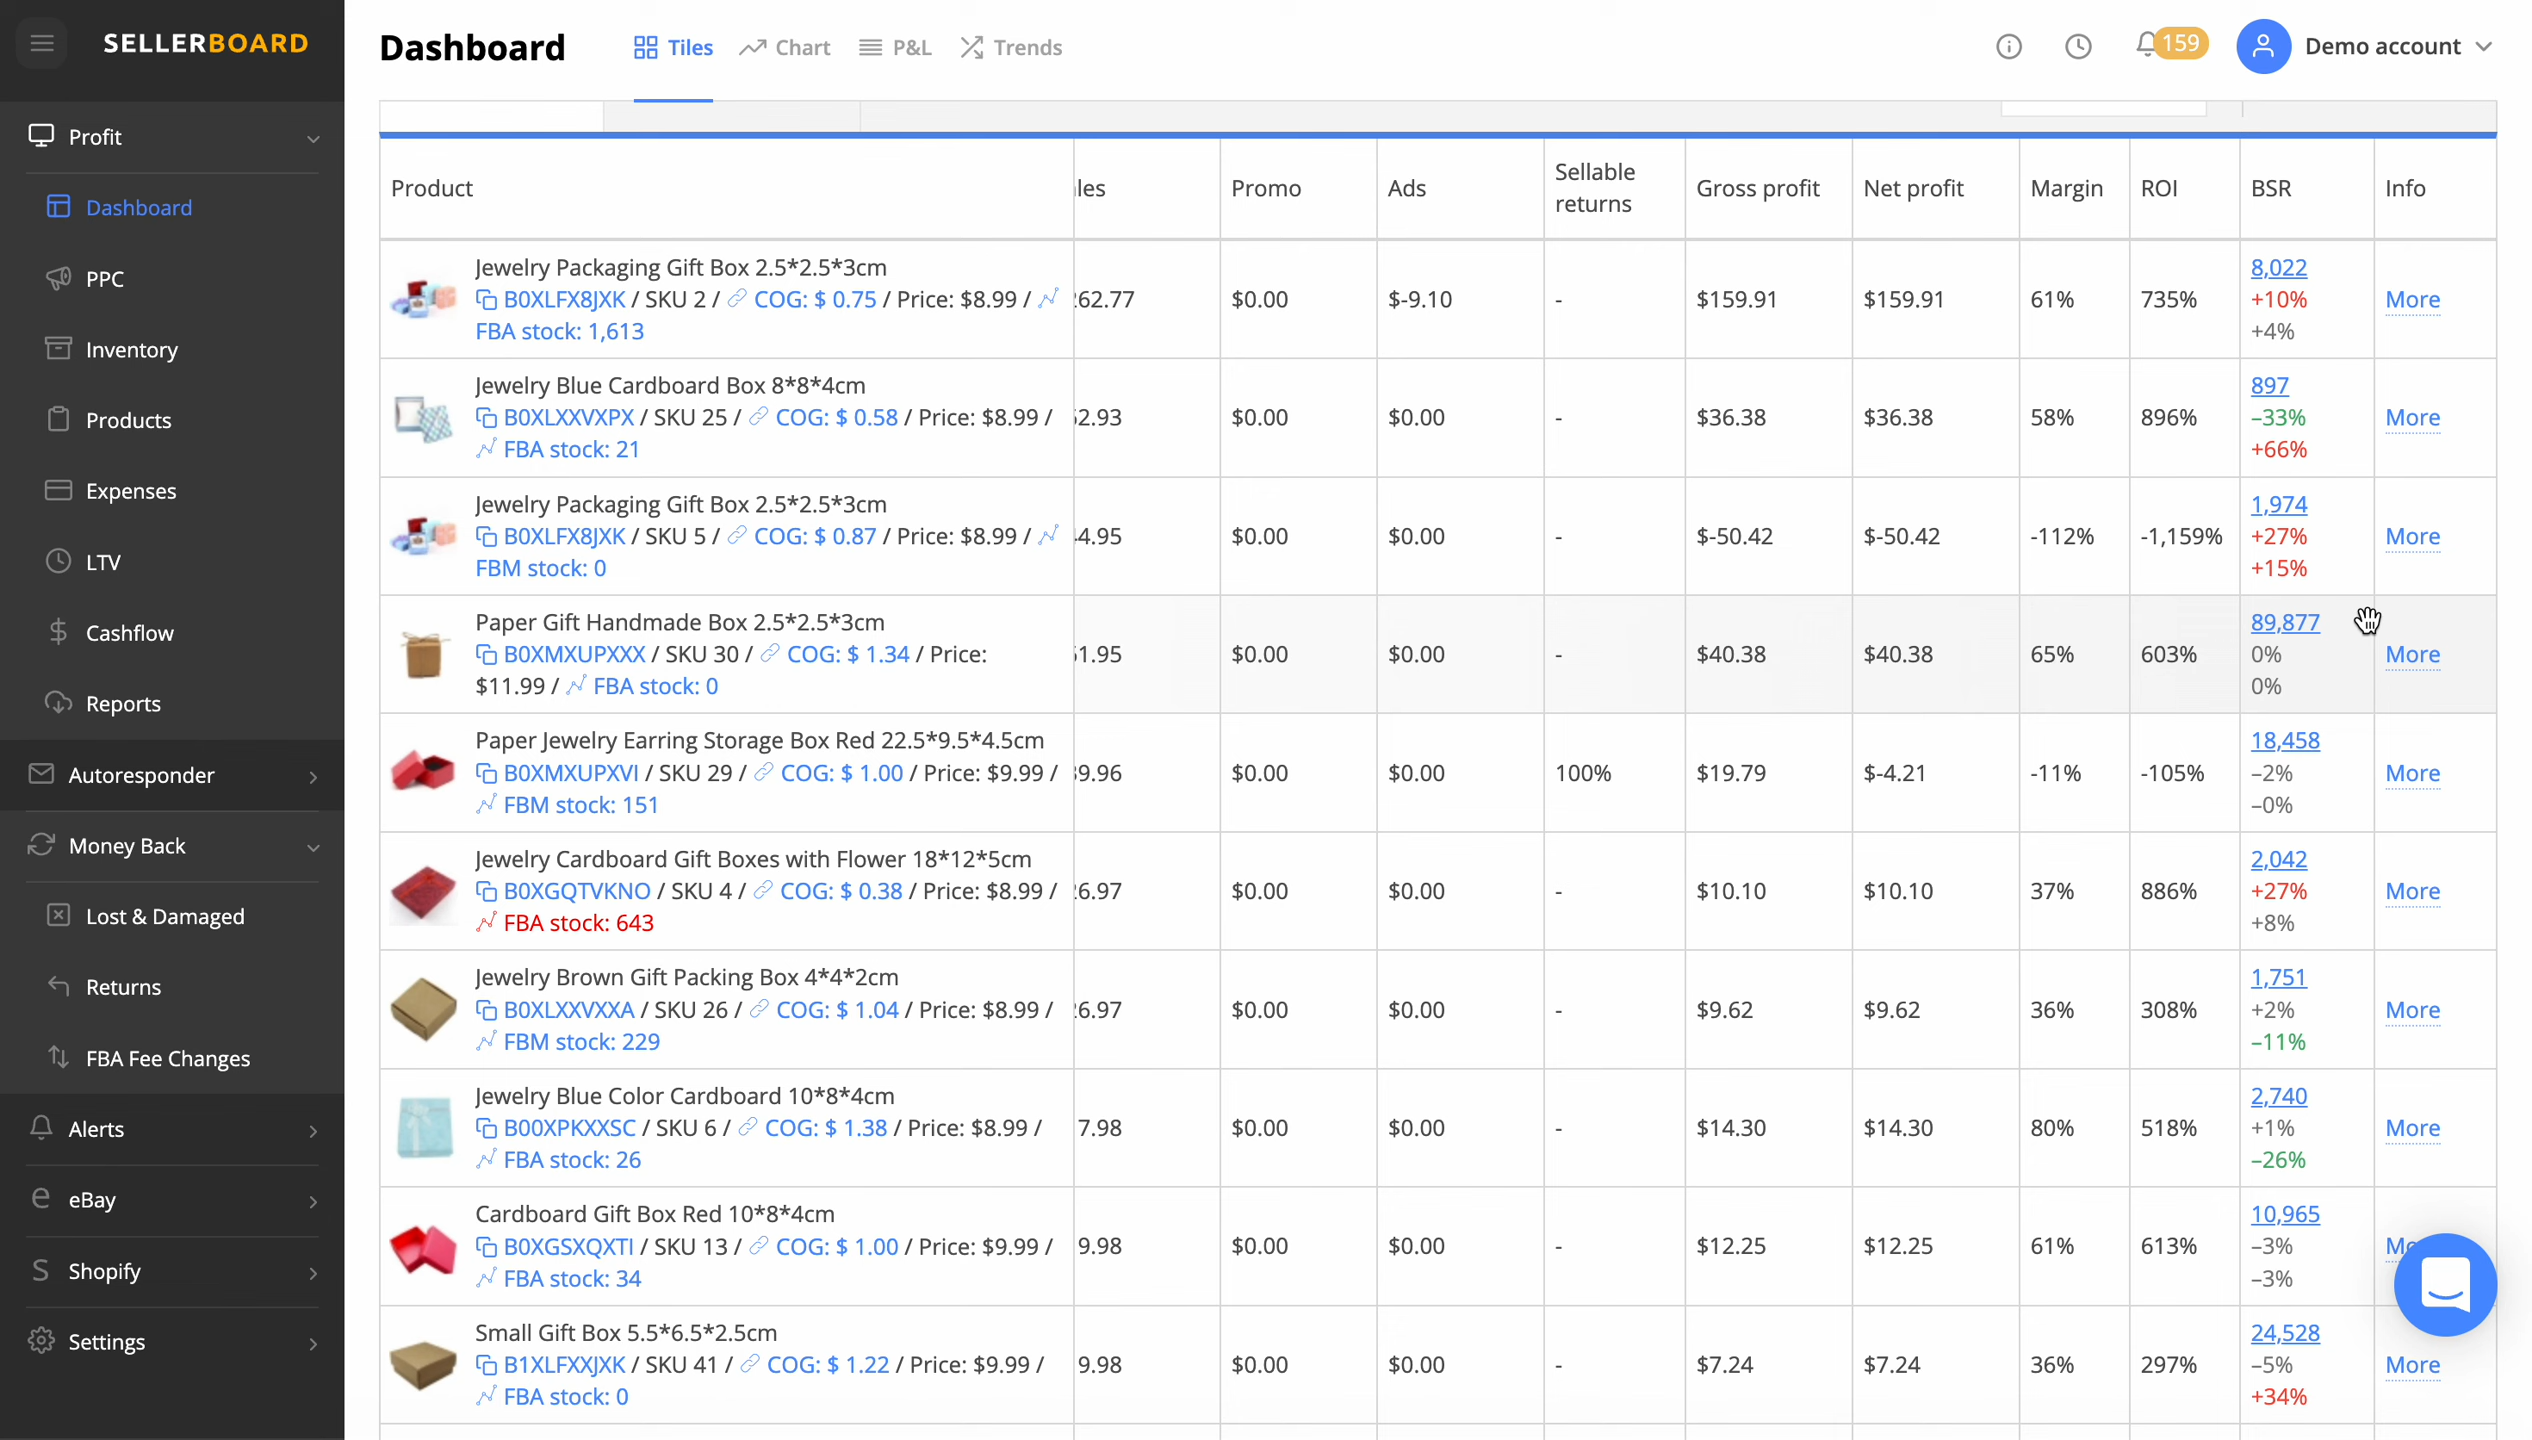 SELLERBOARD
Dashboard
Tiles
Chart
P&L
Trends
159
Demo account
Profit
Dashboard
PPC
Inventory
Products
Expenses
LTV
Cashflow
Reports
Autoresponder
Money Back
Lost & Damaged
Returns
FBA Fee Changes
Alerts
eBay
Shopify
Settings
Product les Promo Ads Sellable returns Gross profit Net profit Margin ROI BSR Info
Jewelry Packaging Gift Box 2.5*2.5*3cm
B0XLFX8JXK / SKU 2 / COG: $ 0.75 / Price: $8.99 /
FBA stock: 1,613
62.77 $0.00 $-9.10 - $159.91 $159.91 61% 735%
8,022
+10%
+4%
More
Jewelry Blue Cardboard Box 8*8*4cm
B0XLXXVXPX / SKU 25 / COG: $ 0.58 / Price: $8.99 /
FBA stock: 21
2.93 $0.00 $0.00 - $36.38 $36.38 58% 896%
897
–33%
+66%
More
Jewelry Packaging Gift Box 2.5*2.5*3cm
B0XLFX8JXK / SKU 5 / COG: $ 0.87 / Price: $8.99 /
FBM stock: 0
4.95 $0.00 $0.00 - $-50.42 $-50.42 -112% -1,159%
1,974
+27%
+15%
More
Paper Gift Handmade Box 2.5*2.5*3cm
B0XMXUPXXX / SKU 30 / COG: $ 1.34 / Price:
$11.99 / FBA stock: 0
1.95 $0.00 $0.00 - $40.38 $40.38 65% 603%
89,877
0%
0%
More
Paper Jewelry Earring Storage Box Red 22.5*9.5*4.5cm
B0XMXUPXVI / SKU 29 / COG: $ 1.00 / Price: $9.99 /
FBM stock: 151
9.96 $0.00 $0.00 100% $19.79 $-4.21 -11% -105%
18,458
–2%
–0%
More
Jewelry Cardboard Gift Boxes with Flower 18*12*5cm
B0XGQTVKNO / SKU 4 / COG: $ 0.38 / Price: $8.99 /
FBA stock: 643
6.97 $0.00 $0.00 - $10.10 $10.10 37% 886%
2,042
+27%
+8%
More
Jewelry Brown Gift Packing Box 4*4*2cm
B0XLXXVXXA / SKU 26 / COG: $ 1.04 / Price: $8.99 /
FBM stock: 229
6.97 $0.00 $0.00 - $9.62 $9.62 36% 308%
1,751
+2%
–11%
More
Jewelry Blue Color Cardboard 10*8*4cm
B00XPKXXSC / SKU 6 / COG: $ 1.38 / Price: $8.99 /
FBA stock: 26
7.98 $0.00 $0.00 - $14.30 $14.30 80% 518%
2,740
+1%
–26%
More
Cardboard Gift Box Red 10*8*4cm
B0XGSXQXTI / SKU 13 / COG: $ 1.00 / Price: $9.99 /
FBA stock: 34
9.98 $0.00 $0.00 - $12.25 $12.25 61% 613%
10,965
–3%
–3%
Small Gift Box 5.5*6.5*2.5cm
B1XLFXXJXK / SKU 41 / COG: $ 1.22 / Price: $9.99 /
FBA stock: 0
9.98 $0.00 $0.00 - $7.24 $7.24 36% 297%
24,528
–5%
+34%
More